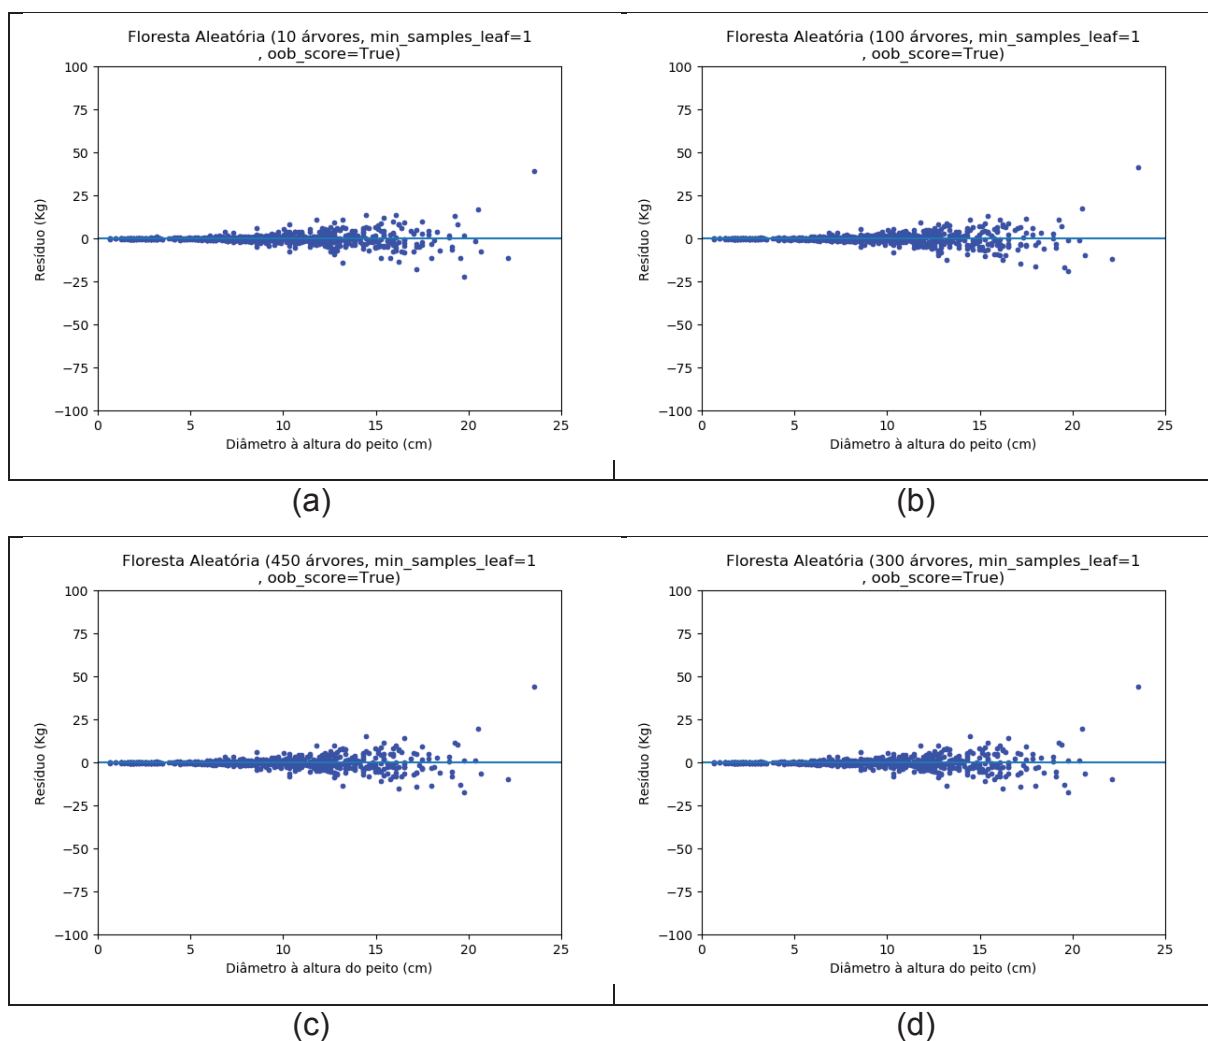 Floresta Aleatória (10 árvores, min_samples_leaf=1
, oob_score=True)
100
75
50
25
0
−25
−50
−75
−100
Resíduo (Kg)
0 5 10 15 20 25
Diâmetro à altura do peito (cm)
(a)
Floresta Aleatória (100 árvores, min_samples_leaf=1
, oob_score=True)
100
75
50
25
0
−25
−50
−75
−100
Resíduo (Kg)
0 5 10 15 20 25
Diâmetro à altura do peito (cm)
(b)
Floresta Aleatória (450 árvores, min_samples_leaf=1
, oob_score=True)
100
75
50
25
0
−25
−50
−75
−100
Resíduo (Kg)
0 5 10 15 20 25
Diâmetro à altura do peito (cm)
(c)
Floresta Aleatória (300 árvores, min_samples_leaf=1
, oob_score=True)
100
75
50
25
0
−25
−50
−75
−100
Resíduo (Kg)
0 5 10 15 20 25
Diâmetro à altura do peito (cm)
(d)